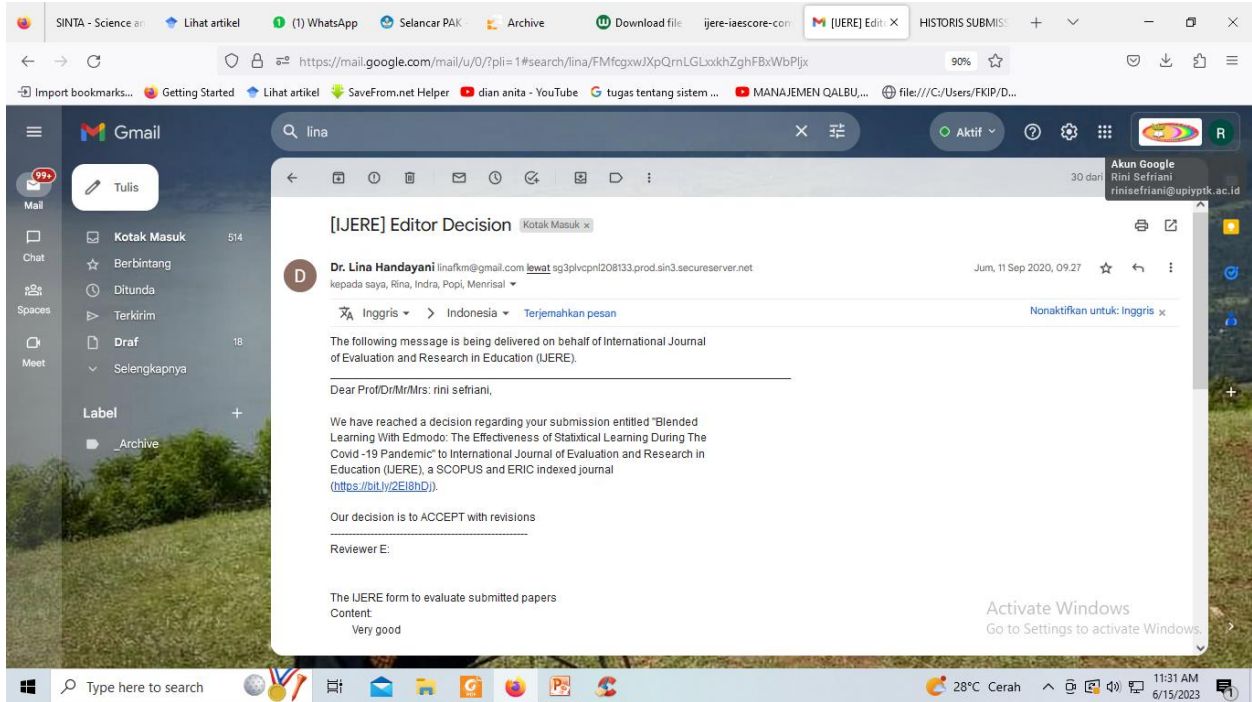 SINTA - Science an
Lihat artikel
(1) WhatsApp
Selancar PAK -
Archive
Download file
ijere-iaescore-com
[IJERE] Edito
HISTORIS SUBMISS
https://mail.google.com/mail/u/0/?pli=1#search/lina/FMfcgxwJXpQrnLGLxxkhZghFBxWbPljx
90%
Import bookmarks...
Getting Started
Lihat artikel
SaveFrom.net Helper
dian anita - YouTube
tugas tentang sistem ...
MANAJEMEN QALBU,...
file:///C:/Users/FKIP/D...
Gmail
lina
Aktif
R
Akun Google
Rini Sefriani
rinisefriani@upiyptk.ac.id
99+
Mail
Chat
Spaces
Meet
Tulis
Kotak Masuk 514
Berbintang
Ditunda
Terkirim
Draf 18
Selengkapnya
Label
_Archive
30 dari
[IJERE] Editor Decision Kotak Masuk x
D
Dr. Lina Handayani linafkm@gmail.com lewat sg3plvcpnl208133.prod.sin3.secureserver.net
Jum, 11 Sep 2020, 09.27
kepada saya, Rina, Indra, Popi, Menrisal
Inggris > Indonesia Terjemahkan pesan
Nonaktifkan untuk: Inggris x
The following message is being delivered on behalf of International Journal
of Evaluation and Research in Education (IJERE).
Dear Prof/Dr/Mr/Mrs: rini sefriani,
We have reached a decision regarding your submission entitled "Blended
Learning With Edmodo: The Effectiveness of Statixtical Learning During The
Covid -19 Pandemic" to International Journal of Evaluation and Research in
Education (IJERE), a SCOPUS and ERIC indexed journal
(https://bit.ly/2EI8hDj).
Our decision is to ACCEPT with revisions
------------------------------------------------------
Reviewer E:
The IJERE form to evaluate submitted papers
Content:
Very good
Activate Windows
Go to Settings to activate Windows.
Type here to search
28°C Cerah
11:31 AM
6/15/2023